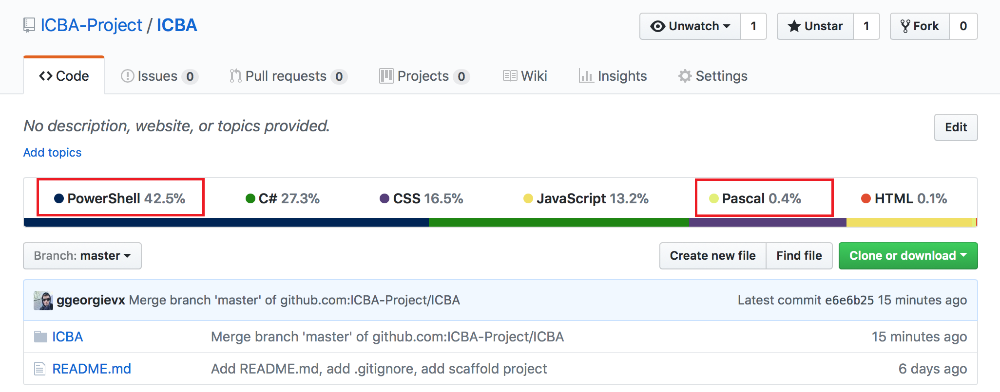 ICBA-Project / ICBA
Unwatch 1 Unstar 1 Fork 0
Code Issues 0 Pull requests 0 Projects 0 Wiki Insights Settings
No description, website, or topics provided.
Edit
Add topics
PowerShell 42.5% C# 27.3% CSS 16.5% JavaScript 13.2% Pascal 0.4% HTML 0.1%
Branch: master Create new file Find file Clone or download
ggeorgievx Merge branch 'master' of github.com:ICBA-Project/ICBA Latest commit e6e6b25 15 minutes ago
ICBA Merge branch 'master' of github.com:ICBA-Project/ICBA 15 minutes ago
README.md Add README.md, add .gitignore, add scaffold project 6 days ago